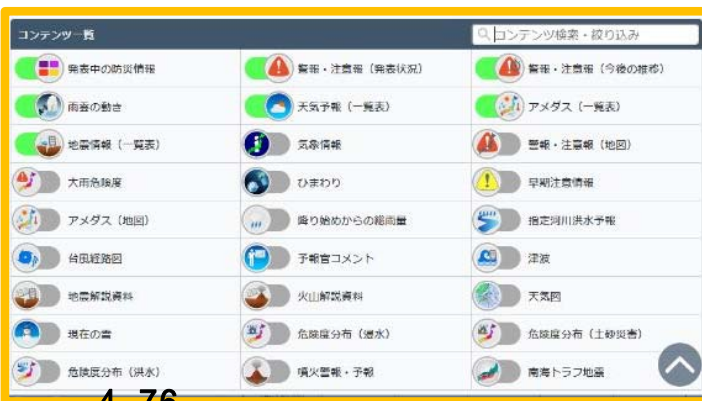 コンテンツ一覧 コンテンツ検索・絞り込み
発表中の防災情報 警報・注意報（発表状況） 警報・注意報（今後の推移）
雨雲の動き 天気予報（一覧表） アメダス（一覧表）
地震情報（一覧表） 気象情報 警報・注意報（地図）
大雨危険度 ひまわり 早期注意情報
アメダス（地図） 降り始めからの総雨量 指定河川洪水予報
台風経路図 予報官コメント 津波
地震解説資料 火山解説資料 天気図
現在の雪 危険度分布（浸水） 危険度分布（土砂災害）
危険度分布（洪水） 噴火警報・予報 南海トラフ地震